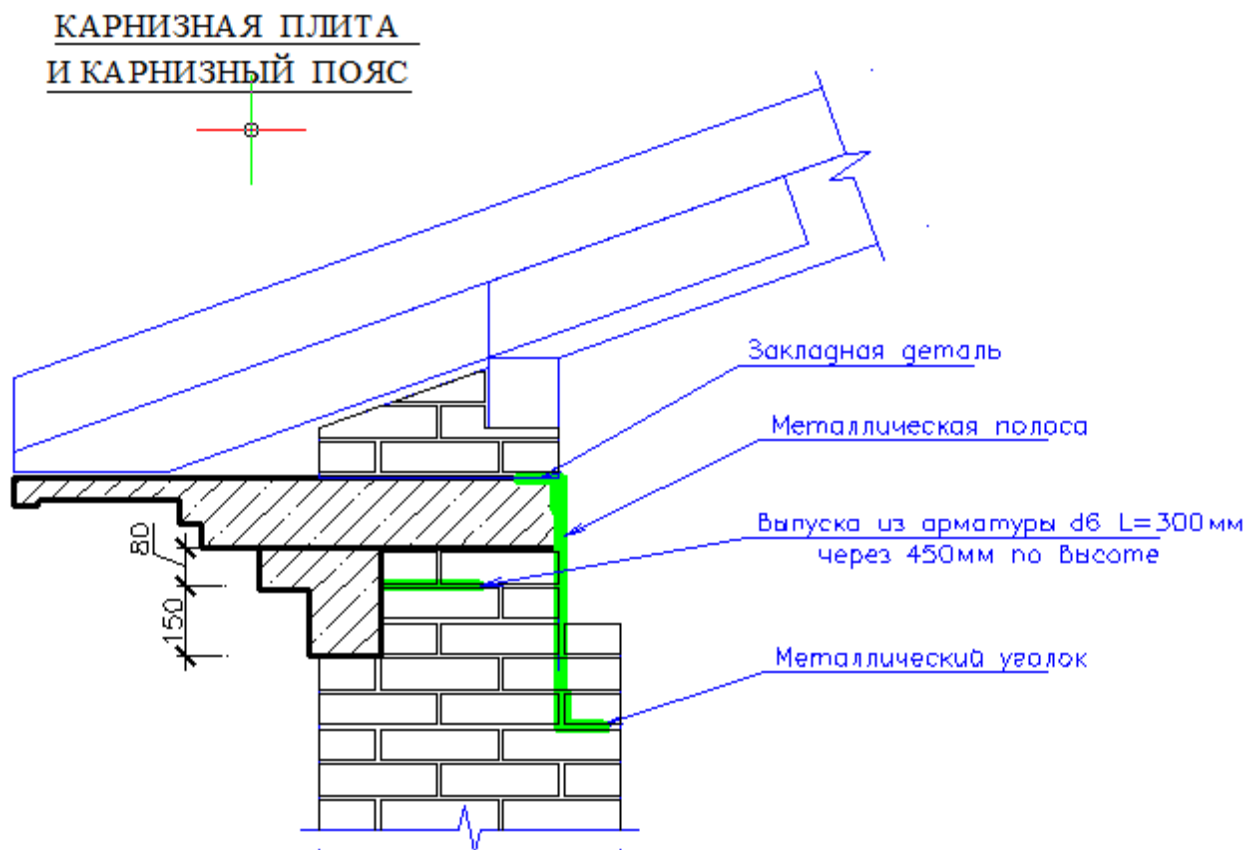 КАРНИЗНАЯ ПЛИТА
И КАРНИЗНЫЙ ПОЯС
Закладная деталь
Металлическая полоса
Выпуска из арматуры d6 L=300мм
через 450мм по высоте
80
150
Металлический уголок